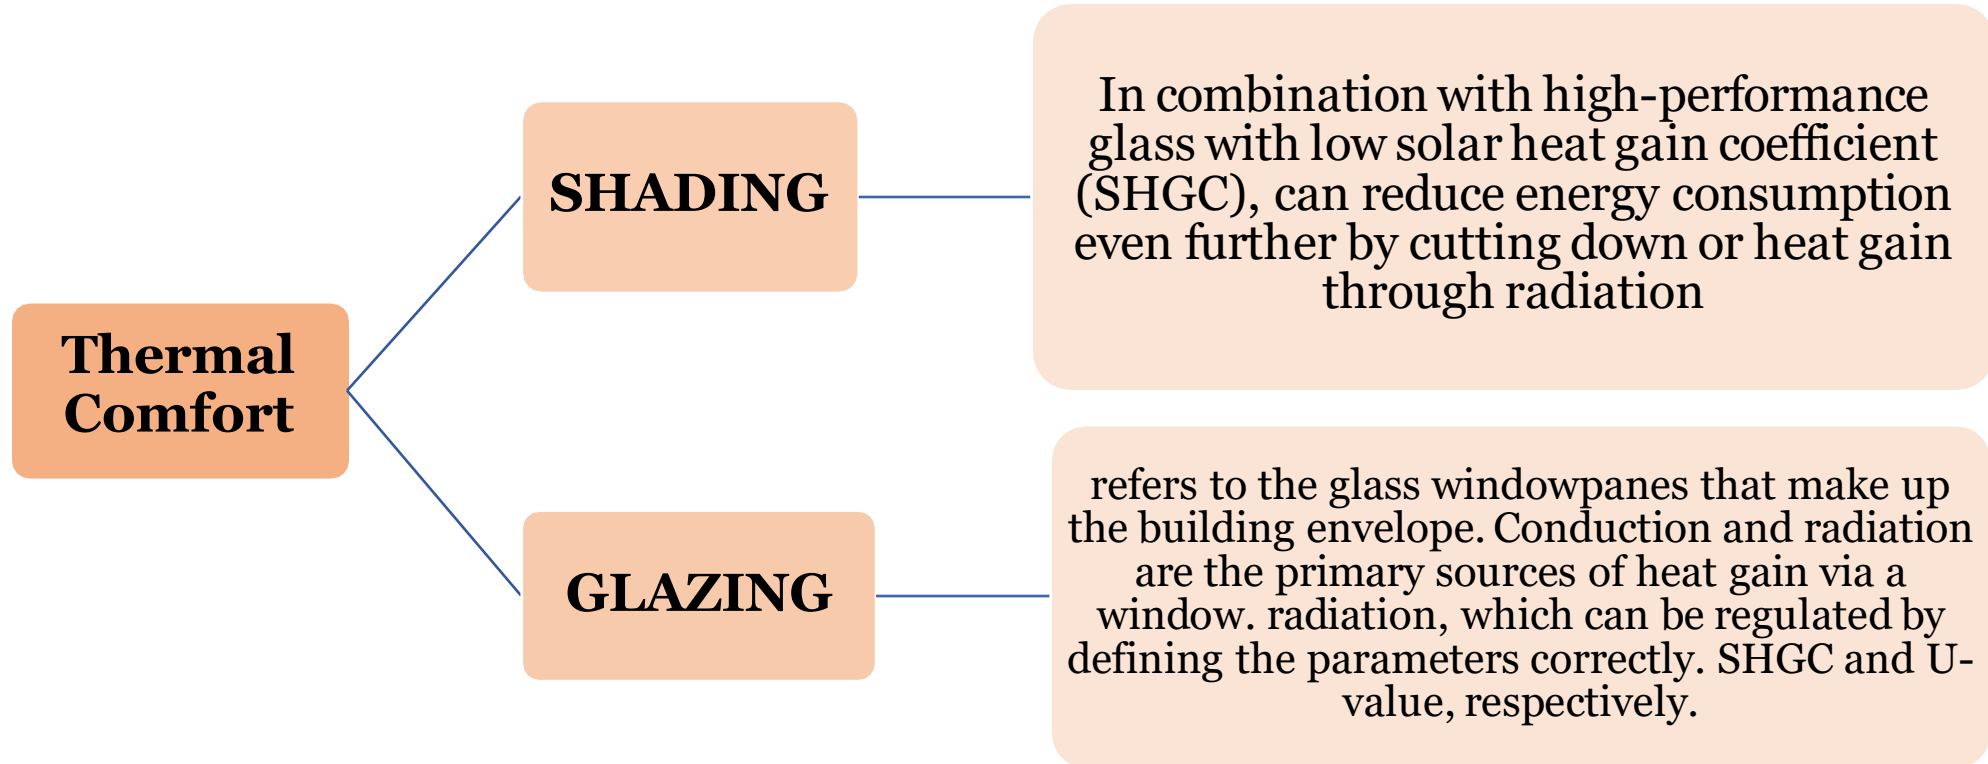 Thermal
Comfort
SHADING
In combination with high-performance
glass with low solar heat gain coefficient
(SHGC), can reduce energy consumption
even further by cutting down or heat gain
through radiation
GLAZING
refers to the glass windowpanes that make up
the building envelope. Conduction and radiation
are the primary sources of heat gain via a
window. radiation, which can be regulated by
defining the parameters correctly. SHGC and U-
value, respectively.